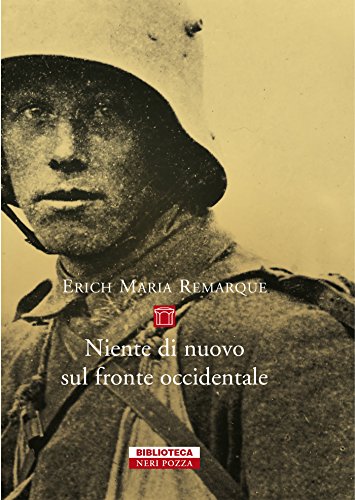 Erich Maria Remarque
Niente di nuovo
sul fronte occidentale
BIBLIOTECA
NERI POZZA